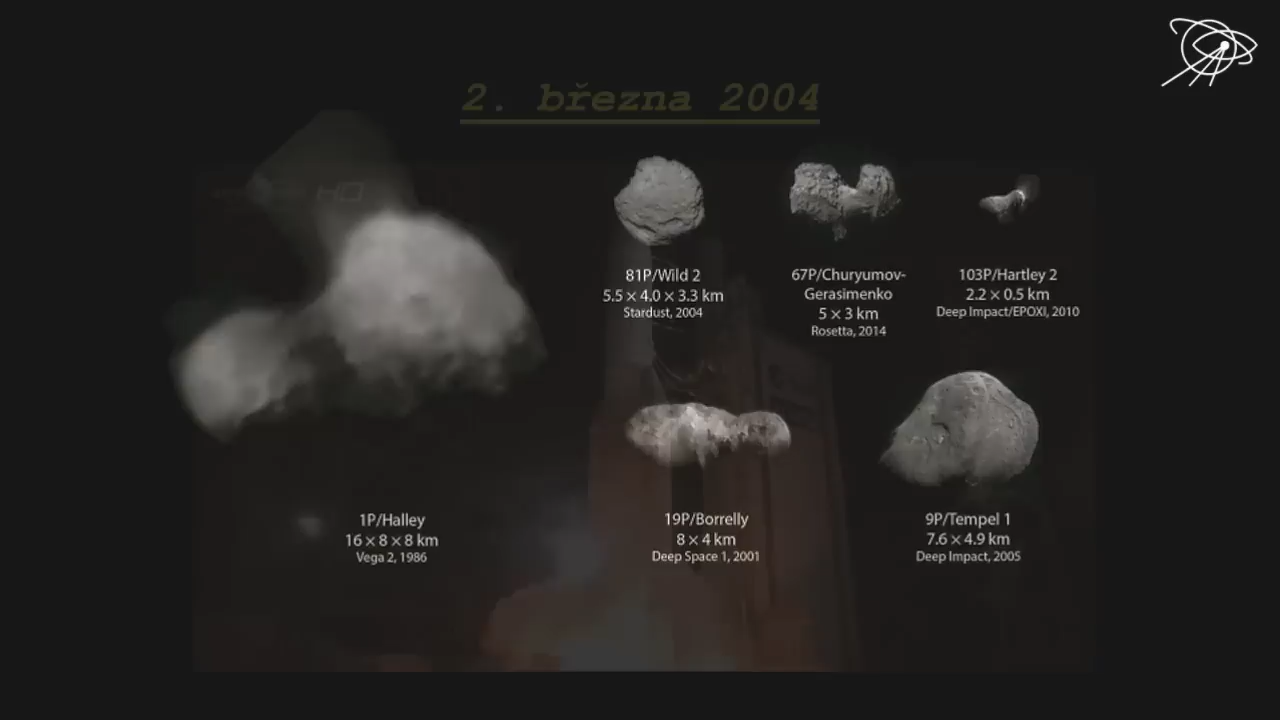 2. března 2004
HD
81P/Wild 2
5.5 × 4.0 × 3.3 km
Stardust, 2004
67P/Churyumov-
Gerasimenko
5 × 3 km
Rosetta, 2014
103P/Hartley 2
2.2 × 0.5 km
Deep Impact/EPOXI, 2010
1P/Halley
16 × 8 × 8 km
Vega 2, 1986
19P/Borrelly
8 × 4 km
Deep Space 1, 2001
9P/Tempel 1
7.6 × 4.9 km
Deep Impact, 2005